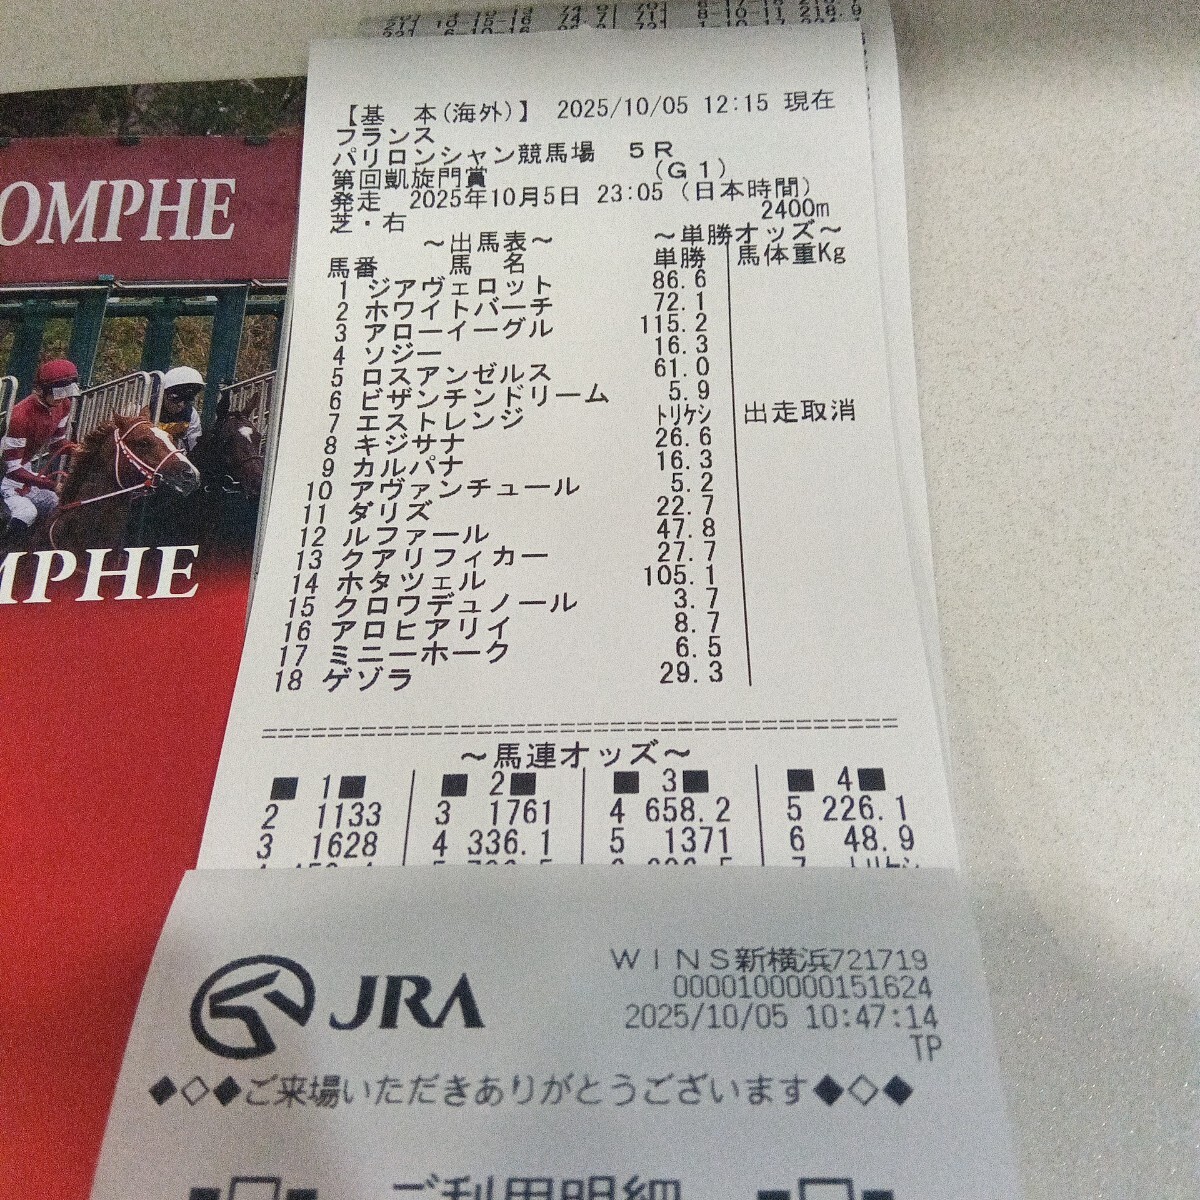 OMPHE
MPHE
【基　本(海外)】 2025/10/05 12:15 現在
フランス
パリロンシャン競馬場　５Ｒ
第回凱旋門賞　（Ｇ１）
発走　2025年10月5日 23:05 (日本時間)
芝・右　2400m
～出馬表～　～単勝オッズ～
馬番　馬　名　単勝　馬体重Kg
1 ジアヴェロット 86.6
2 ホワイトバーチ 72.1
3 アローイーグル 115.2
4 ソジー 16.3
5 ロスアンゼルス 61.0
6 ビザンチンドリーム 5.9
7 エストレンジ ﾄﾘｹｼ 出走取消
8 キジサナ 26.6
9 カルパナ 16.3
10 アヴァンチュール 5.2
11 ダリズ 22.7
12 ルファール 47.8
13 クアリフィカー 27.7
14 ホタツェル 105.1
15 クロワデュノール 3.7
16 アロヒアリイ 8.7
17 ミニーホーク 6.5
18 ゲゾラ 29.3
====================================
～馬連オッズ～
■ 1■ ■ 2■ ■ 3■ ■ 4■
2 1133 3 1761 4 658.2 5 226.1
3 1628 4 336.1 5 1371 6 48.9
JRA
ＷＩＮＳ新横浜721719
0000100000151624
2025/10/05 10:47:14
TP
◆◇◆ご来場いただきありがとうございます◆◇◆
ご利用明細